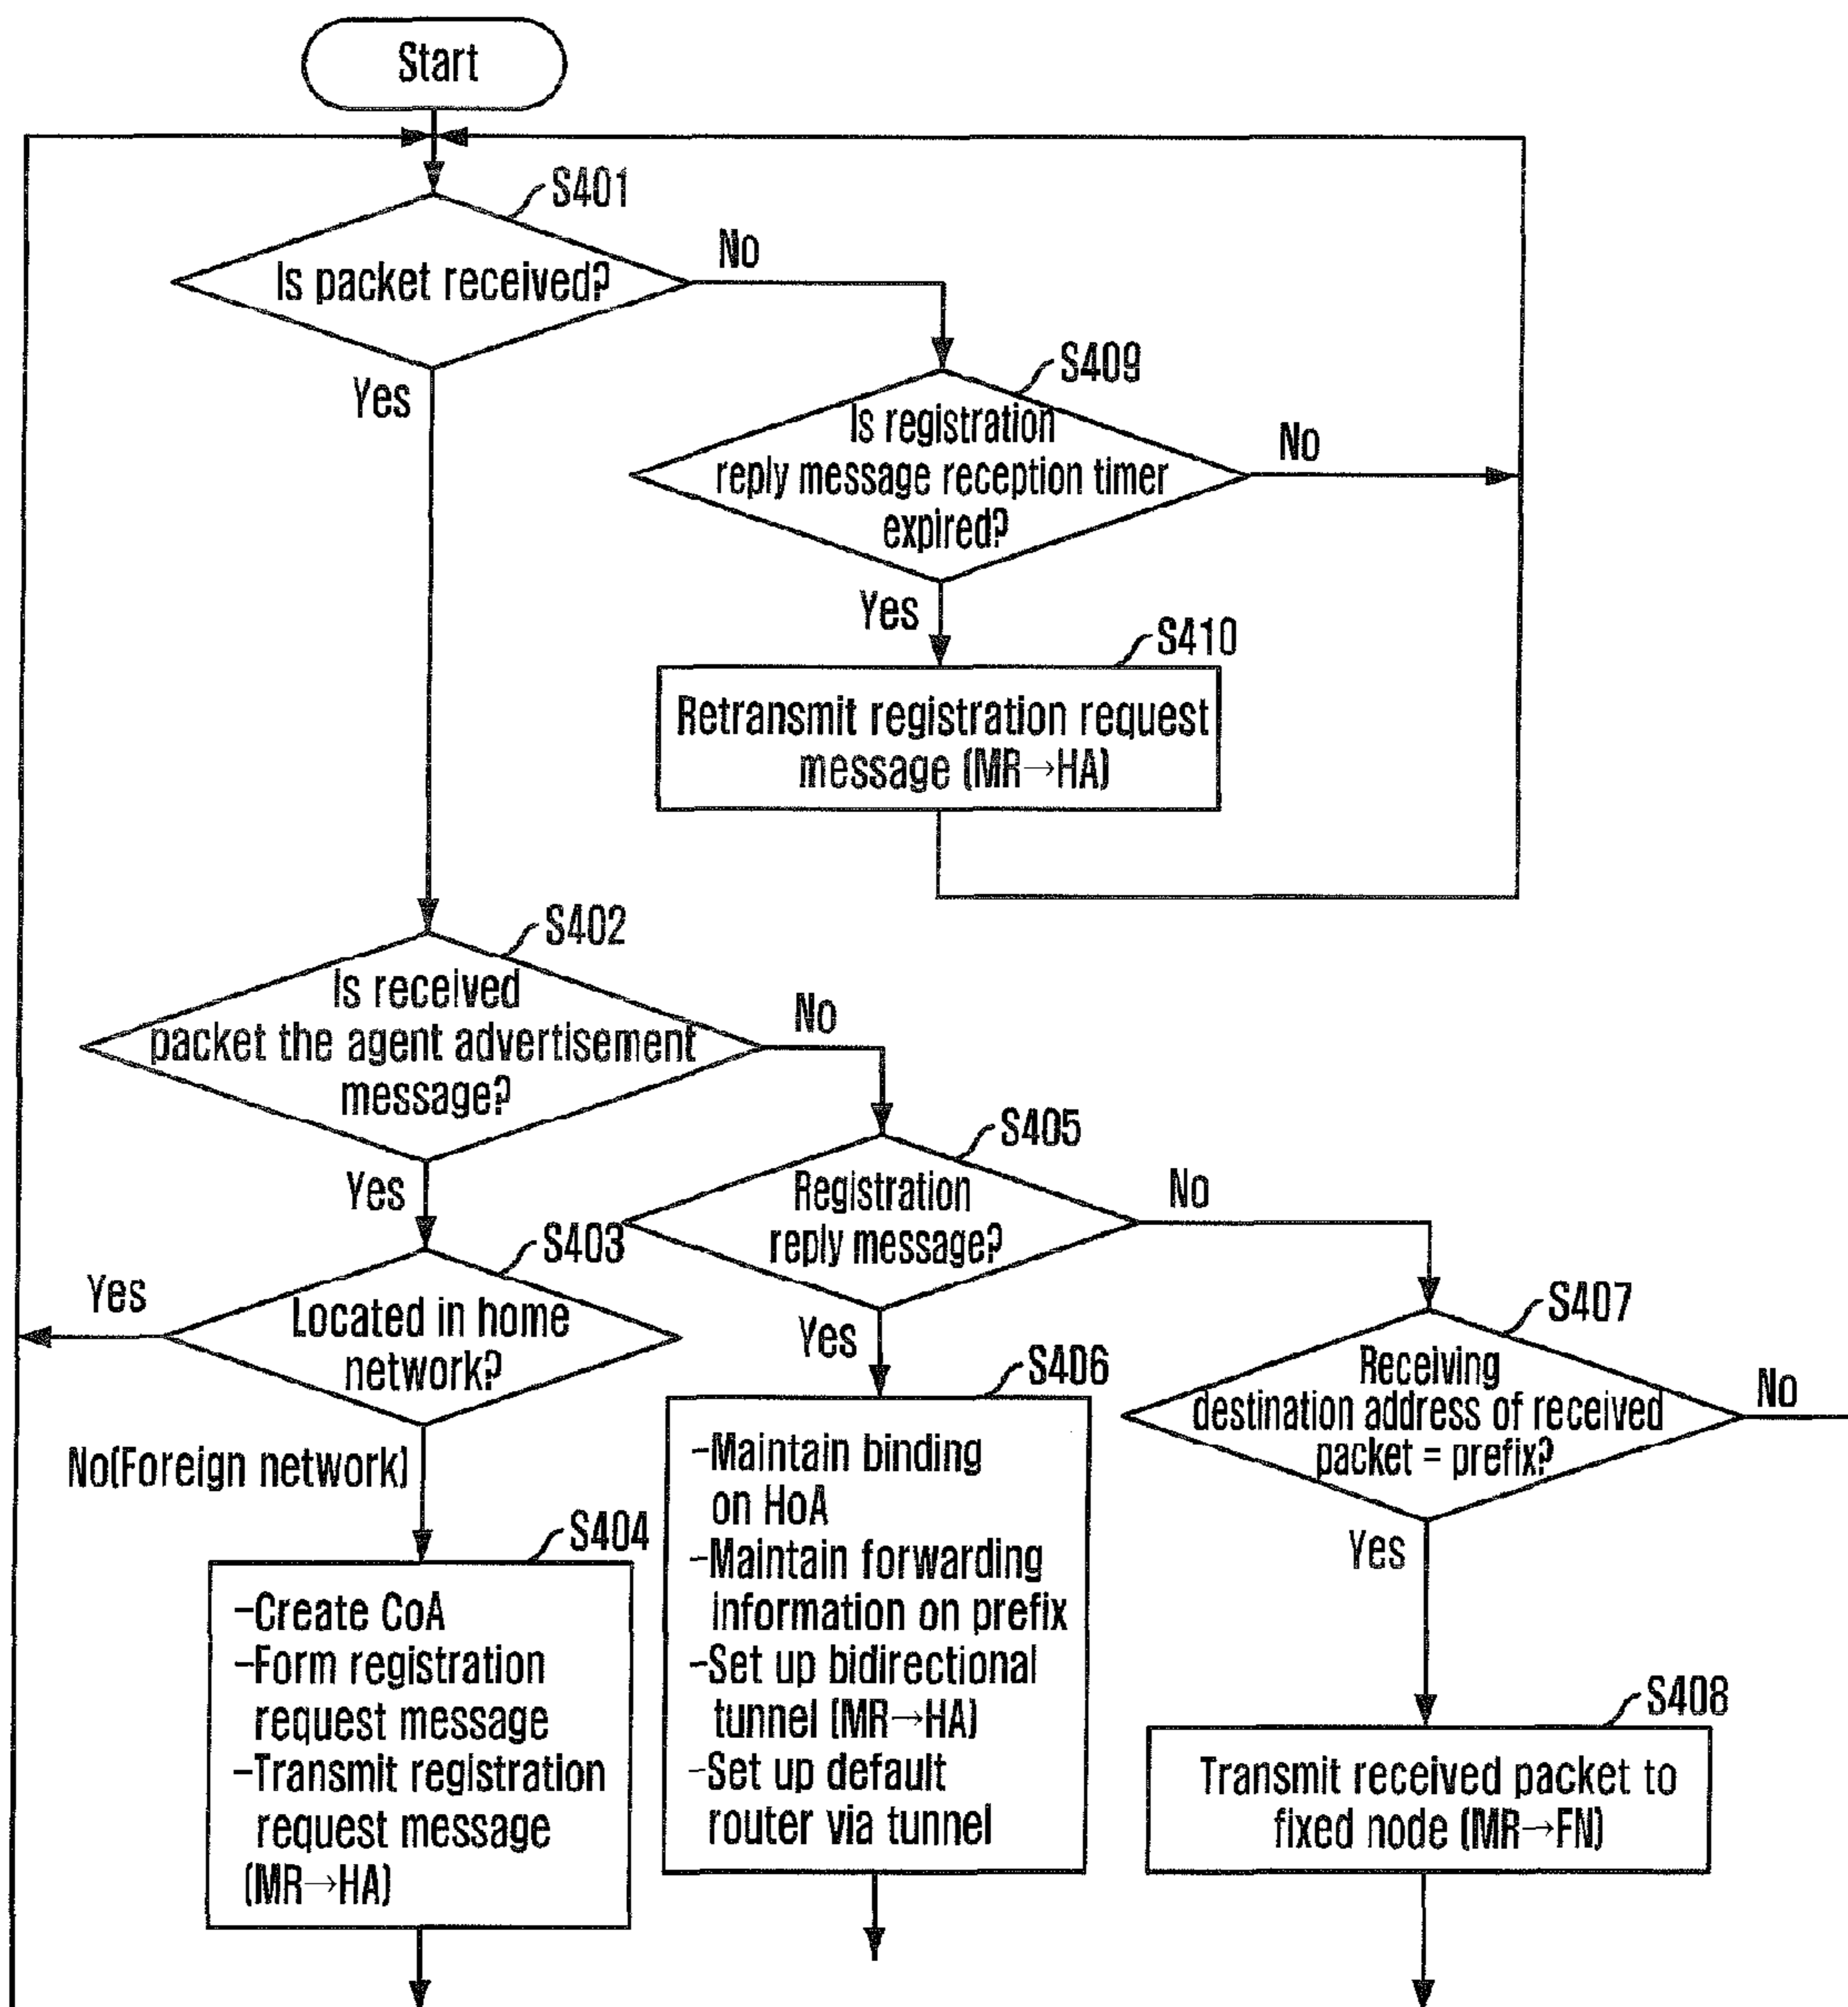 Start
S401
Is packet received?
No
Yes
S409
Is registration
reply message reception timer
expired?
No
Yes
S410
Retransmit registration request
message (MR→HA)
S402
Is received
packet the agent advertisement
message?
No
Yes
S405
Registration
reply message?
No
Yes
S403
Located in home
network?
Yes
No(Foreign network)
S407
Receiving
destination address of received
packet = prefix?
No
Yes
S406
-Maintain binding
on HoA
-Maintain forwarding
information on prefix
-Set up bidirectional
tunnel (MR→HA)
-Set up default
router via tunnel
S404
-Create CoA
-Form registration
request message
-Transmit registration
request message
(MR→HA)
S408
Transmit received packet to
fixed node (MR→FN)